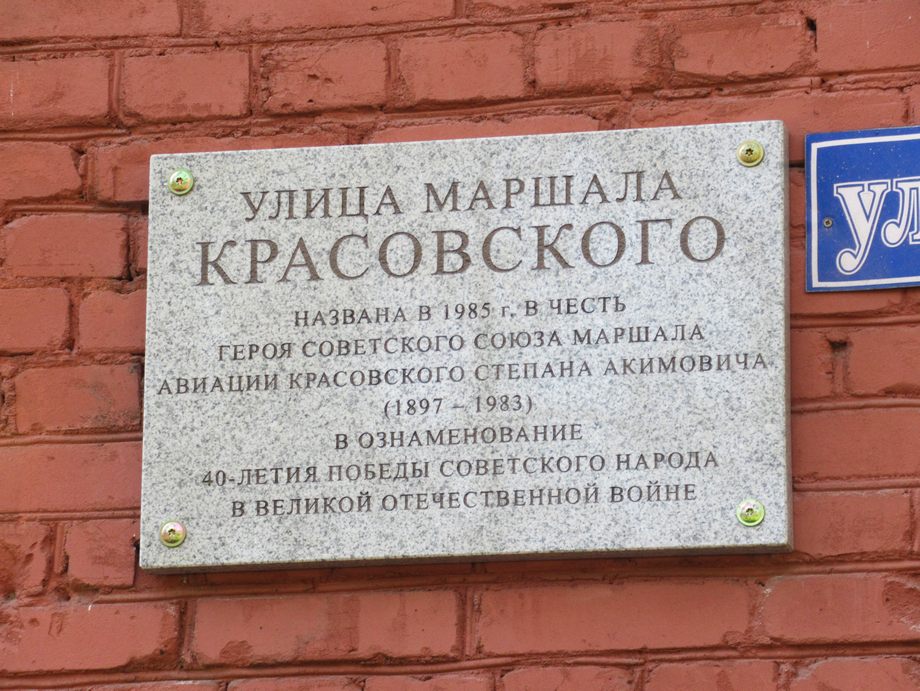 УЛИЦА МАРШАЛА
КРАСОВСКОГО
НАЗВАНА В 1985 г. В ЧЕСТЬ
ГЕРОЯ СОВЕТСКОГО СОЮЗА МАРШАЛА
АВИАЦИИ КРАСОВСКОГО СТЕПАНА АКИМОВИЧА
(1897 – 1983)
В ОЗНАМЕНОВАНИЕ
40-ЛЕТИЯ ПОБЕДЫ СОВЕТСКОГО НАРОДА
В ВЕЛИКОЙ ОТЕЧЕСТВЕННОЙ ВОЙНЕ